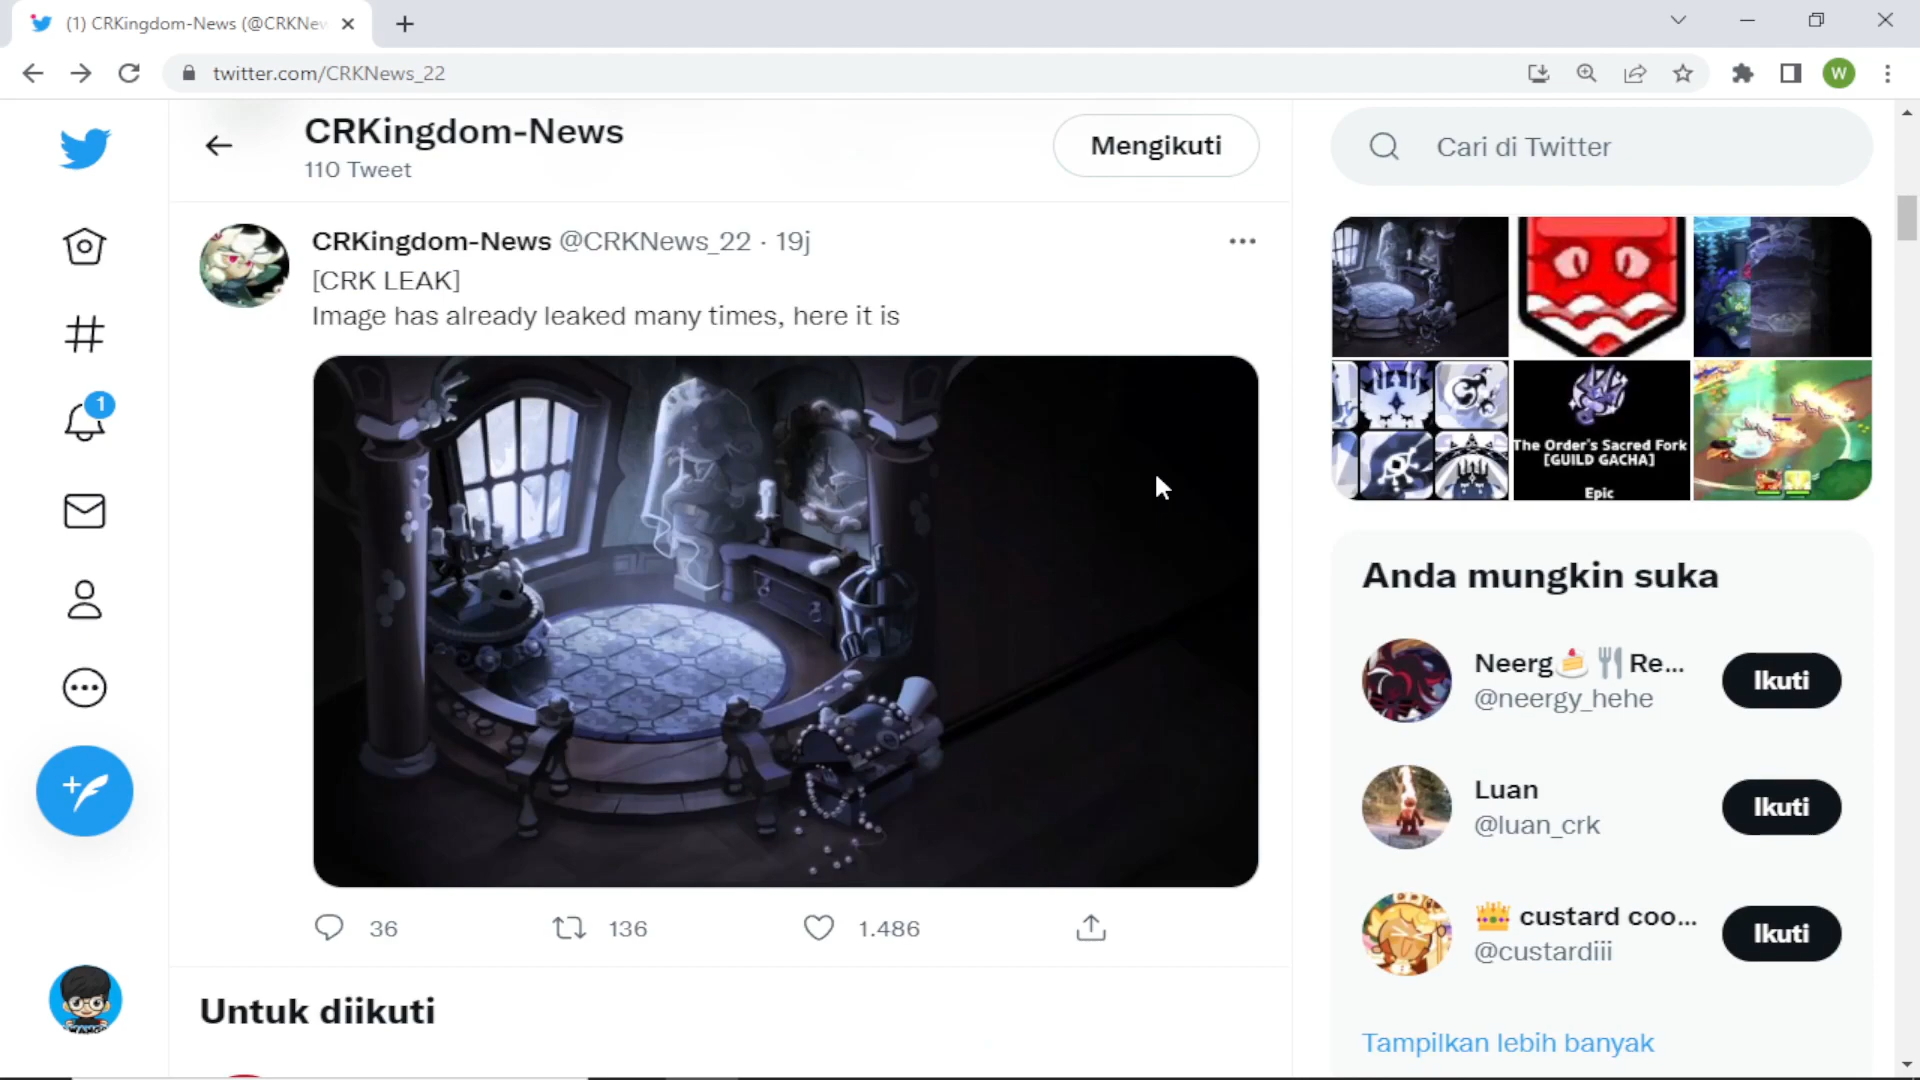 (1) CRKingdom-News (@CRKNew
twitter.com/CRKNews_22
W
CRKingdom-News
110 Tweet
Mengikuti
Cari di Twitter
CRKingdom-News @CRKNews_22 · 19j
[CRK LEAK]
Image has already leaked many times, here it is
1
36
136
1.486
Untuk diikuti
The Order's Sacred Fork
[GUILD GACHA]
Epic
Anda mungkin suka
Neerg🍰🍴Re...
@neergy_hehe
Ikuti
Luan
@luan_crk
Ikuti
👑 custard coo...
@custardiii
Ikuti
Tampilkan lebih banyak